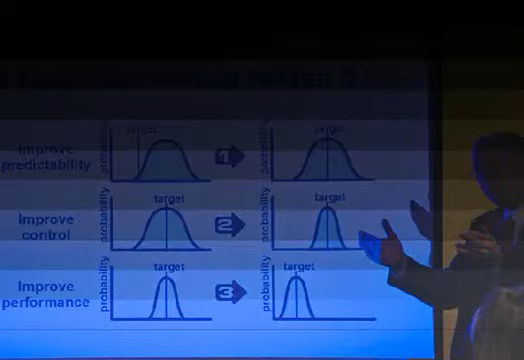 Improve
predictability
probability
target
1
probability
target
Improve
control
probability
target
2
probability
target
Improve
performance
probability
target
3
probability
target